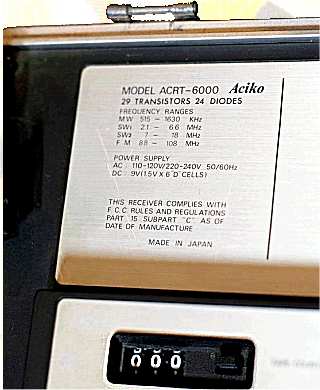 MODEL ACRT-6000 Aciko
29 TRANSISTORS 24 DIODES
FREQUENCY RANGES
MW 515 - 1630 KHz
SW1 2.1 - 6.6 MHz
SW2 7 - 18 MHz
FM 88 - 108 MHz
POWER SUPPLY
AC : 110-120V/220-240V 50/60Hz
DC : 9V(1.5V X 6"D"CELLS)
THIS RECEIVER COMPLIES WITH
F.C.C. RULES AND REGULATIONS
PART 15 SUBPART "C" AS OF
DATE OF MANUFACTURE
MADE IN JAPAN
000